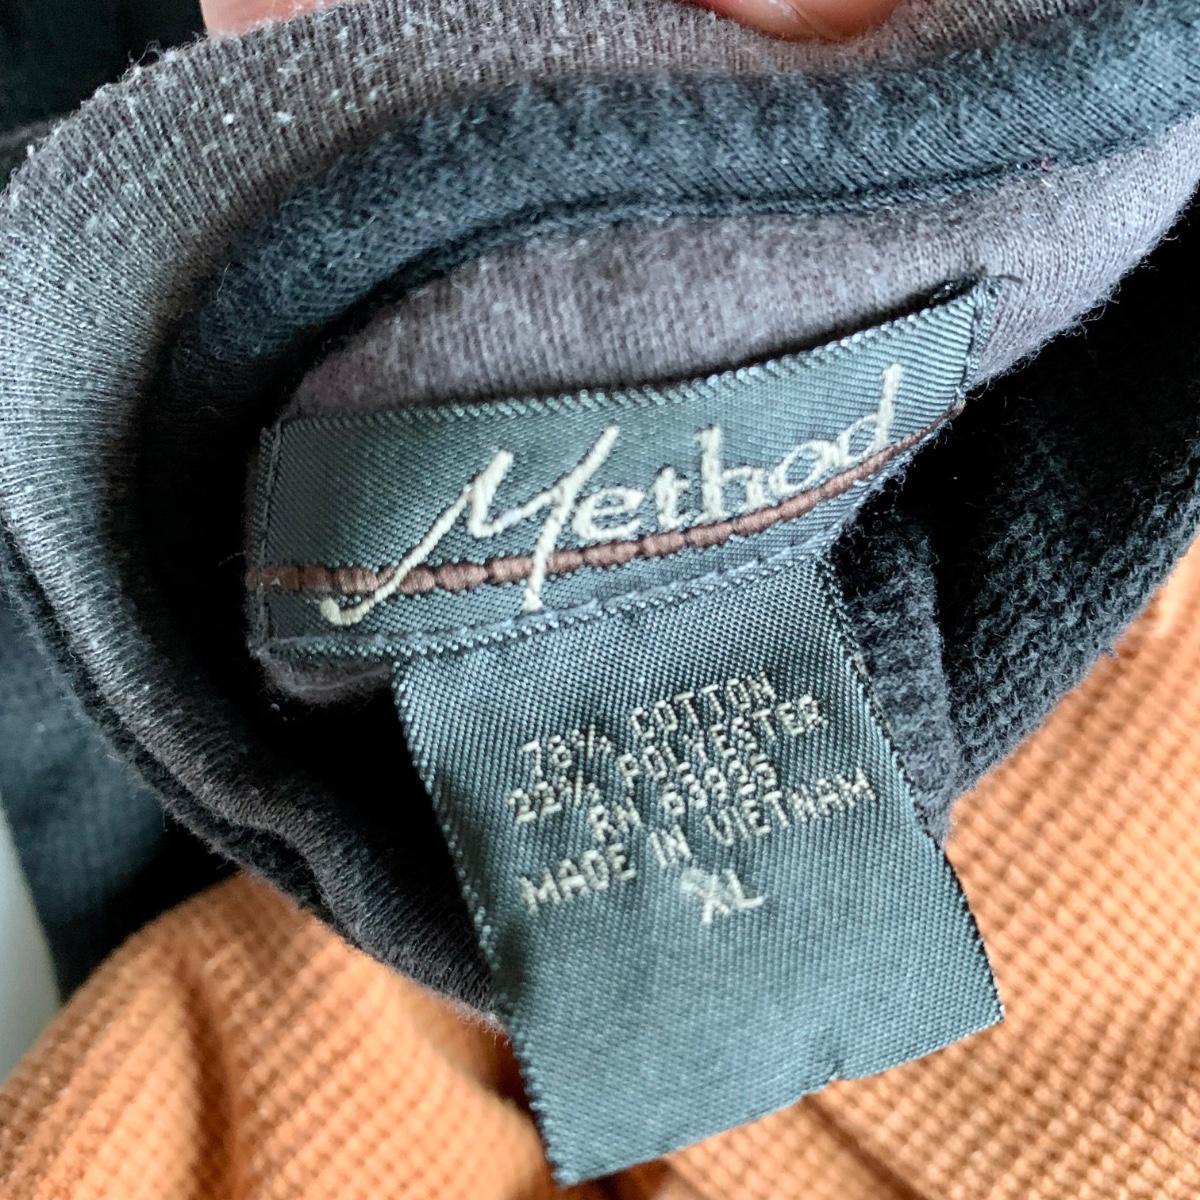 Method
78% COTTON
22% POLYESTER
RN
MADE IN VIETNAM
XL